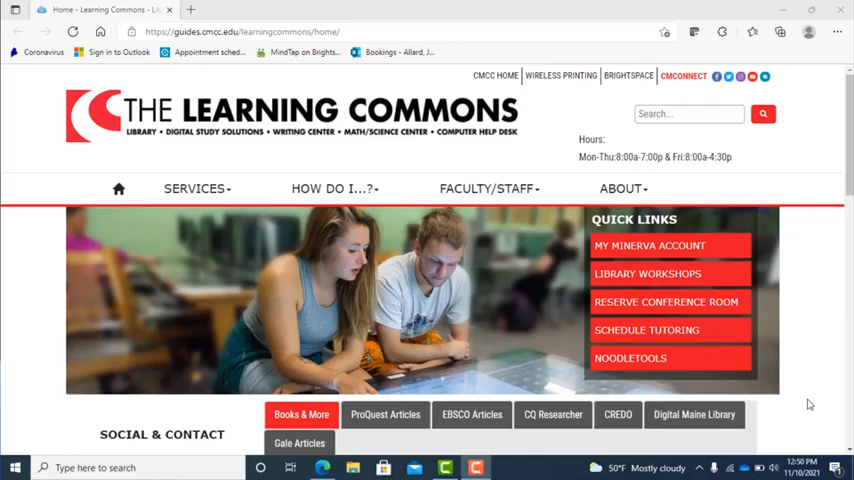 Home - Learning Commons - Lib
https://guides.cmcc.edu/learningcommons/home/
Coronavirus
Sign in to Outlook
Appointment sched...
MindTap on Brights...
Bookings - Allard, J...
CMCC HOME
WIRELESS PRINTING
BRIGHTSPACE
CMCONNECT
THE LEARNING COMMONS
LIBRARY • DIGITAL STUDY SOLUTIONS • WRITING CENTER • MATH/SCIENCE CENTER • COMPUTER HELP DESK
Search...
Hours:
Mon-Thu:8:00a-7:00p & Fri:8:00a-4:30p
SERVICES
HOW DO I...?
FACULTY/STAFF
ABOUT
QUICK LINKS
MY MINERVA ACCOUNT
LIBRARY WORKSHOPS
RESERVE CONFERENCE ROOM
SCHEDULE TUTORING
NOODLETOOLS
Books & More
ProQuest Articles
EBSCO Articles
CQ Researcher
CREDO
Digital Maine Library
SOCIAL & CONTACT
Gale Articles
Type here to search
50°F Mostly cloudy
12:50 PM
11/10/2021